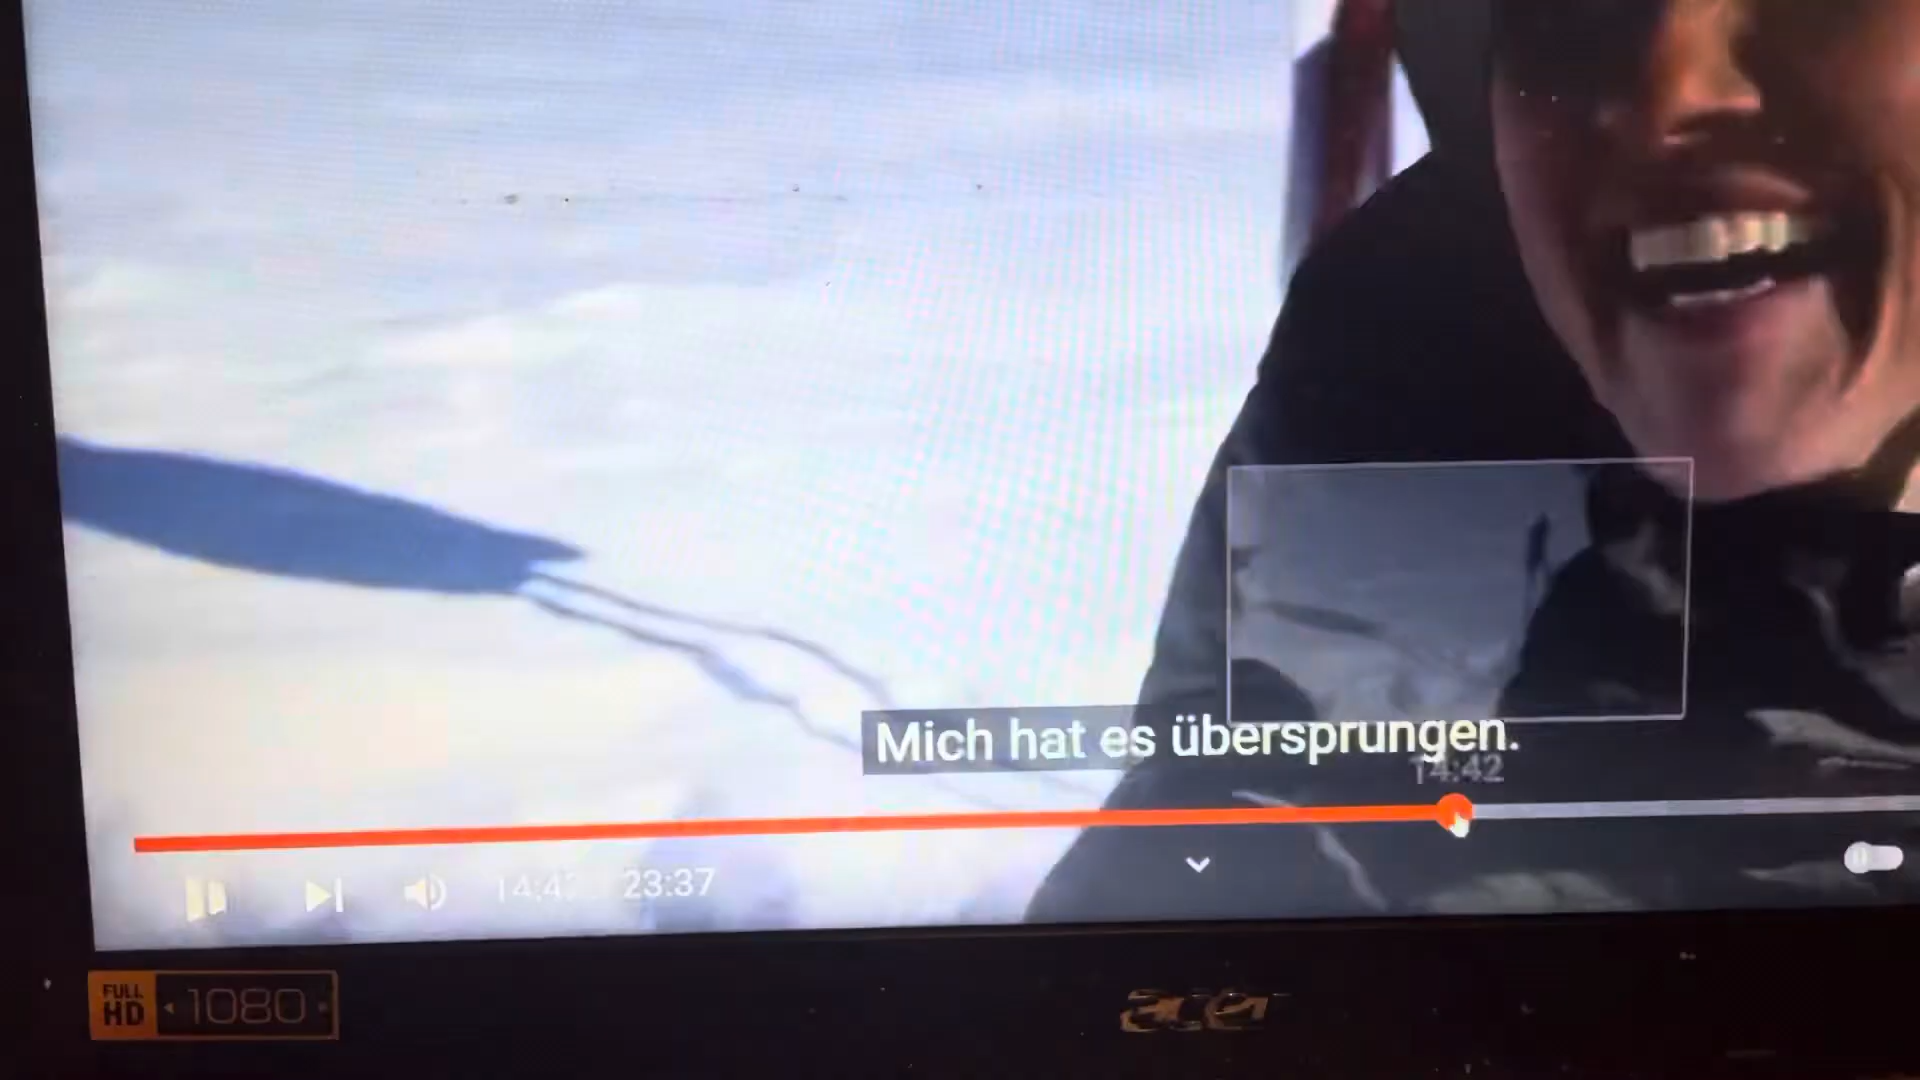 Mich hat es übersprungen.
14:42
23:37
FULL
HD
1080
acer